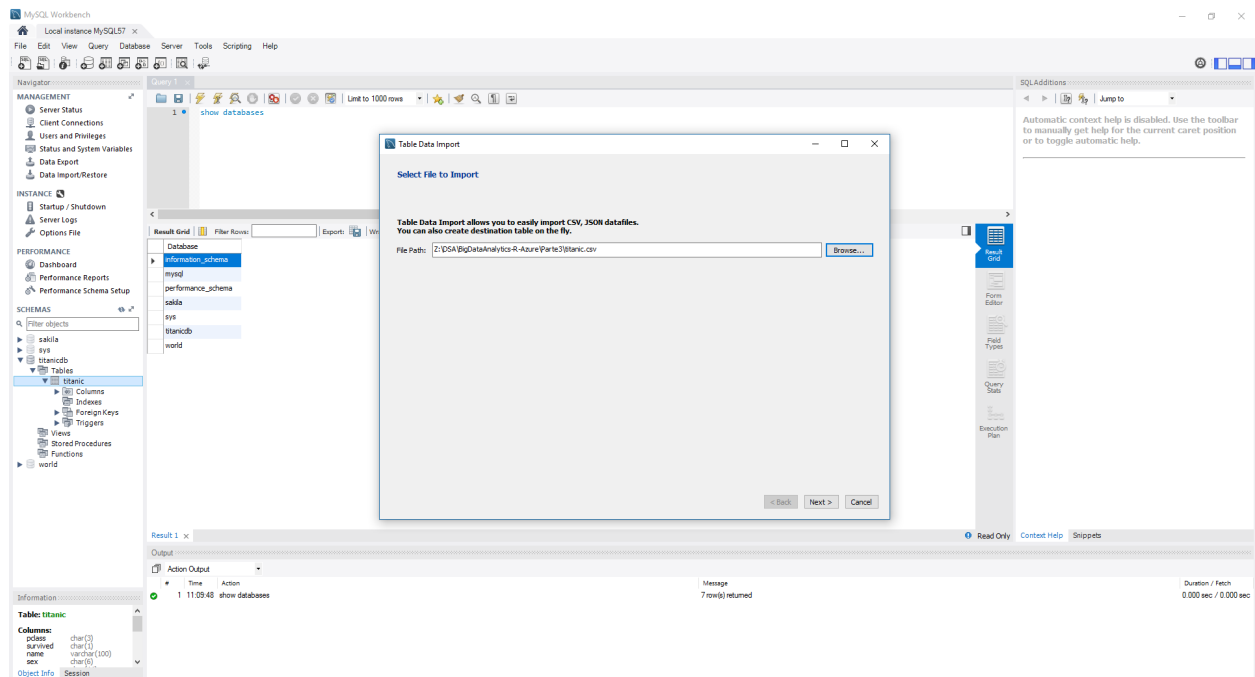 MySQL Workbench
Local instance MySQL57 ×
File Edit View Query Database Server Tools Scripting Help
Navigator
MANAGEMENT
Server Status
Client Connections
Users and Privileges
Status and System Variables
Data Export
Data Import/Restore
INSTANCE
Startup / Shutdown
Server Logs
Options File
PERFORMANCE
Dashboard
Performance Reports
Performance Schema Setup
SCHEMAS
Filter objects
sakila
sys
titanicdb
Tables
titanic
Columns
Indexes
Foreign Keys
Triggers
Views
Stored Procedures
Functions
world
Information
Table: titanic
Columns:
pclass char(3)
survived char(1)
name varchar(100)
sex char(6)
Object Info Session
Query 1 ×
Limit to 1000 rows
1 show databases
Result Grid Filter Rows: Export:
Database
information_schema
mysql
performance_schema
sakila
sys
titanicdb
world
Table Data Import
Select File to Import
Table Data Import allows you to easily import CSV, JSON datafiles.
You can also create destination table on the fly.
File Path: Z:\DSA\BigDataAnalytics-R-Azure\Parte3\titanic.csv Browse...
< Back Next > Cancel
Result Grid
Form Editor
Field Types
Query Stats
Execution Plan
Result 1 × Read Only
SQLAdditions
Jump to
Automatic context help is disabled. Use the toolbar
to manually get help for the current caret position
or to toggle automatic help.
Context Help Snippets
Output
Action Output
# Time Action Message Duration / Fetch
1 11:09:48 show databases 7 row(s) returned 0.000 sec / 0.000 sec